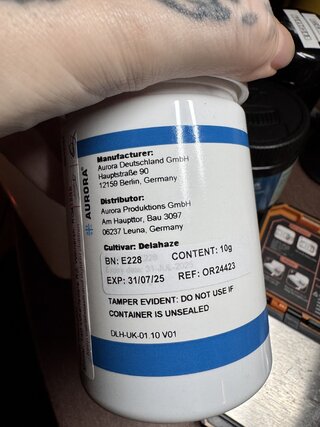 AURORA
Manufacturer:
Aurora Deutschland GmbH
Hauptstraße 90
12159 Berlin, Germany
Distributor:
Aurora Produktions GmbH
Am Haupttor, Bau 3097
06237 Leuna, Germany
Cultivar: Delahaze
BN: E228 CONTENT: 10g
EXP: 31/07/25 REF: OR24423
TAMPER EVIDENT: DO NOT USE IF
CONTAINER IS UNSEALED
DLH-UK-01.10 V01